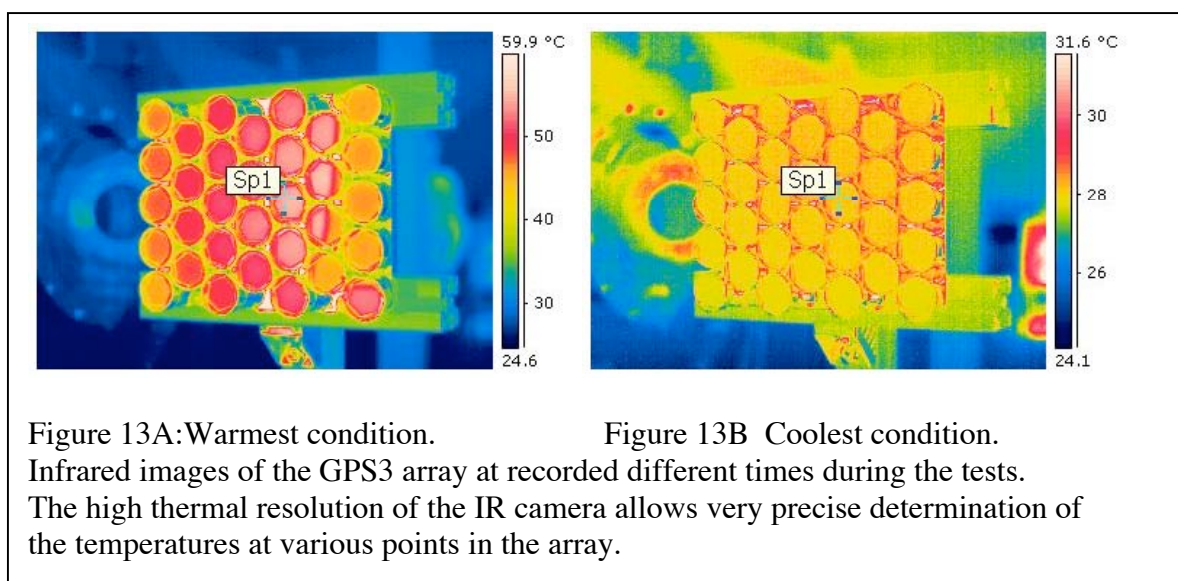 59.9 °C
50
Sp1
40
30
24.6
31.6 °C
30
Sp1
28
26
24.1
Figure 13A:Warmest condition.
Figure 13B Coolest condition.
Infrared images of the GPS3 array at recorded different times during the tests.
The high thermal resolution of the IR camera allows very precise determination of
the temperatures at various points in the array.